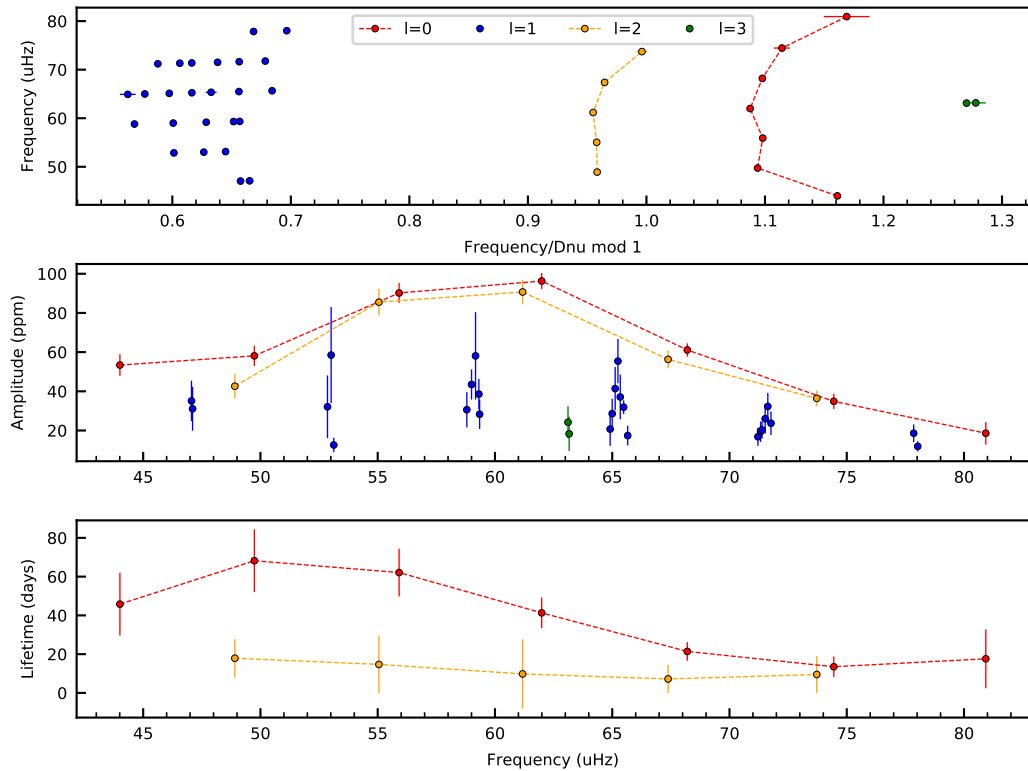 l=0 l=1 l=2 l=3
Frequency (uHz)
80
70
60
50
0.6 0.7 0.8 0.9 1.0 1.1 1.2 1.3
Frequency/Dnu mod 1
Amplitude (ppm)
100
80
60
40
20
45 50 55 60 65 70 75 80
Lifetime (days)
80
60
40
20
0
45 50 55 60 65 70 75 80
Frequency (uHz)